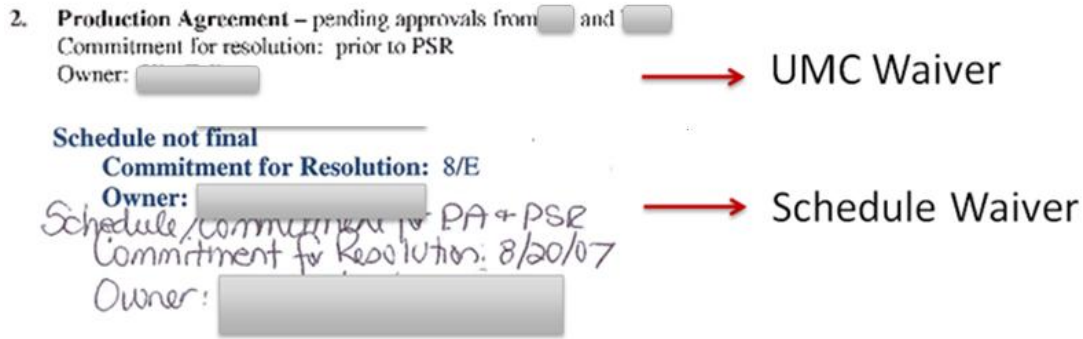 2. Production Agreement – pending approvals from and
Commitment for resolution: prior to PSR
Owner:
UMC Waiver
Schedule not final
Commitment for Resolution: 8/E
Owner:
Schedule Waiver
Schedule/Commitment for PA & PSR
Commitment for Resolution: 8/20/07
Owner: